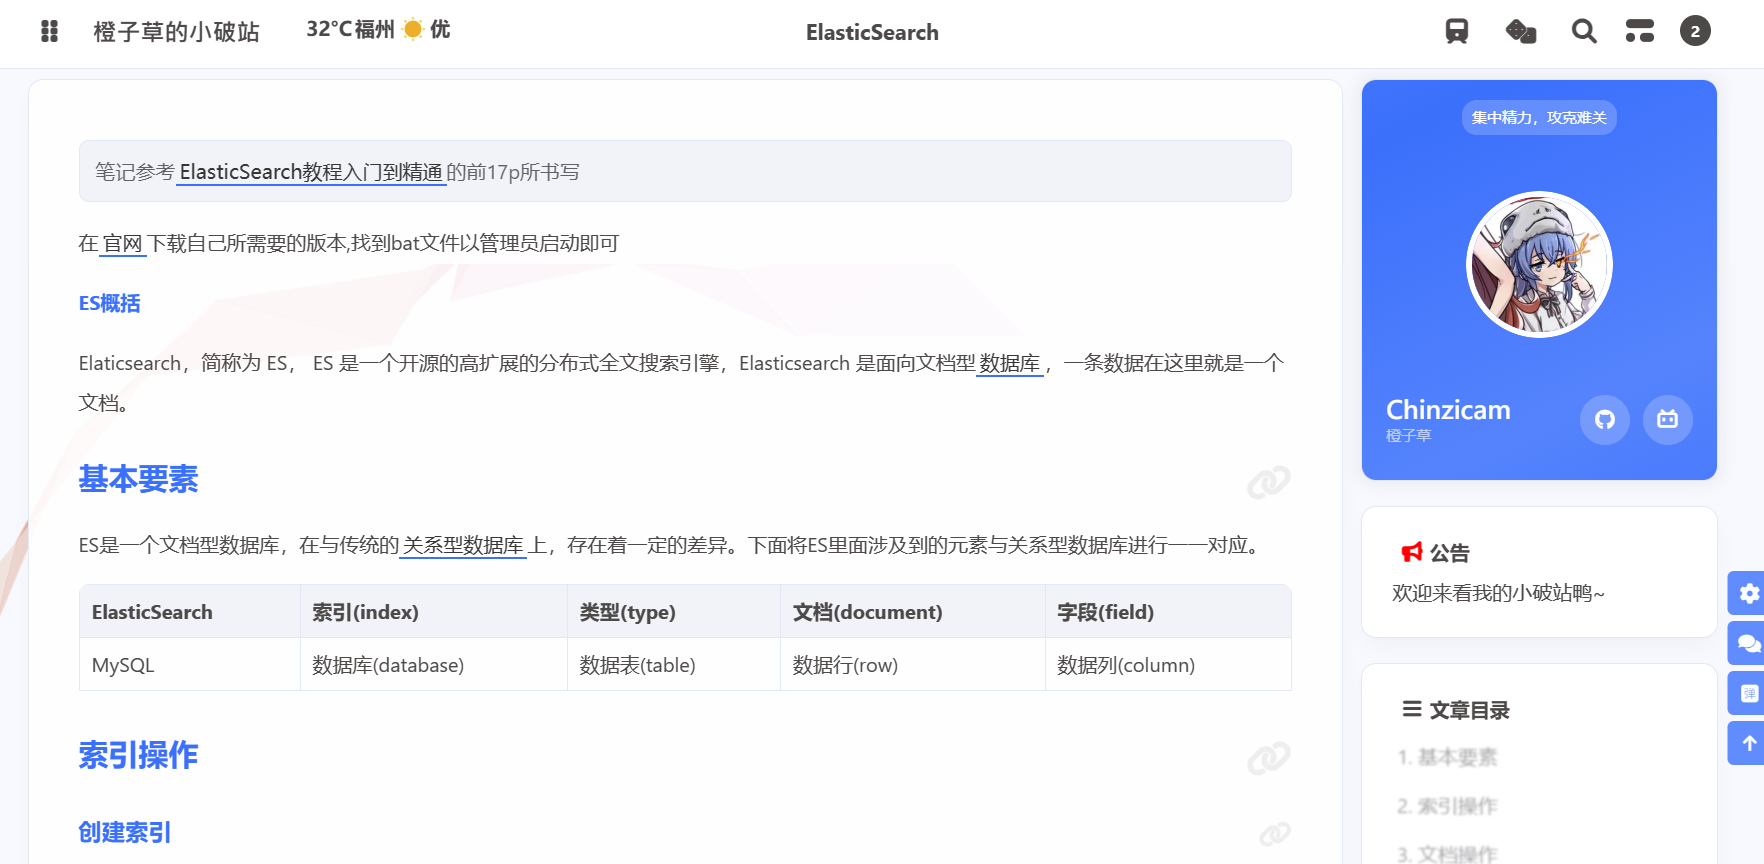 橙子草的小破站
32℃福州 优
ElasticSearch
2
笔记参考 ElasticSearch教程入门到精通 的前17p所书写
在 官网 下载自己所需要的版本,找到bat文件以管理员启动即可
ES概括
Elaticsearch，简称为 ES， ES 是一个开源的高扩展的分布式全文搜索引擎，Elasticsearch 是面向文档型 数据库 ，一条数据在这里就是一个
文档。
基本要素
ES是一个文档型数据库，在与传统的 关系型数据库 上，存在着一定的差异。下面将ES里面涉及到的元素与关系型数据库进行一一对应。
ElasticSearch 索引(index) 类型(type) 文档(document) 字段(field)
MySQL 数据库(database) 数据表(table) 数据行(row) 数据列(column)
索引操作
创建索引
集中精力，攻克难关
Chinzicam
橙子草
公告
欢迎来看我的小破站鸭~
文章目录
1. 基本要素
2. 索引操作
3. 文档操作
弹